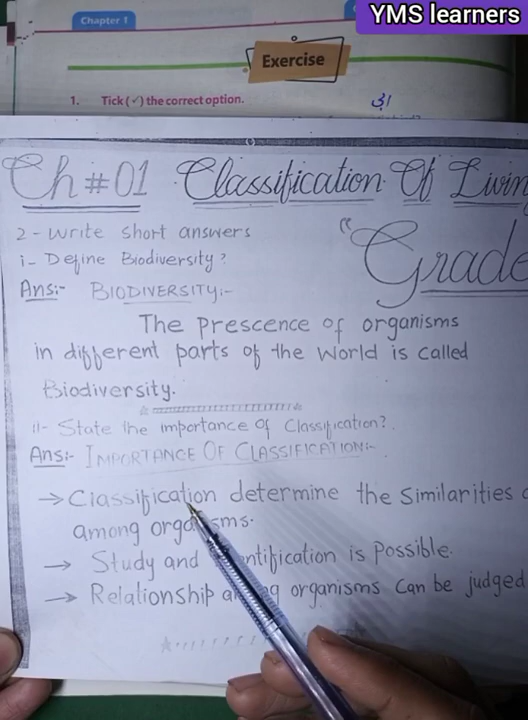 YMS learners
Chapter 1
Exercise
1. Tick (✓) the correct option.
Ch # 01 Classification Of Livin
2 - Write short answers
"Grade
i - Define Biodiversity?
Ans:- BIODIVERSITY:-
The Prescence of organisms
in different parts of the World is called
Biodiversity.
ii- State the importance of Classification?
Ans:- IMPORTANCE OF CLASSIFICATION:-
→ Classification determine the Similarities
among organisms.
→ Study and ntification is Possible.
→ Relationship a ng organisms Can be judged